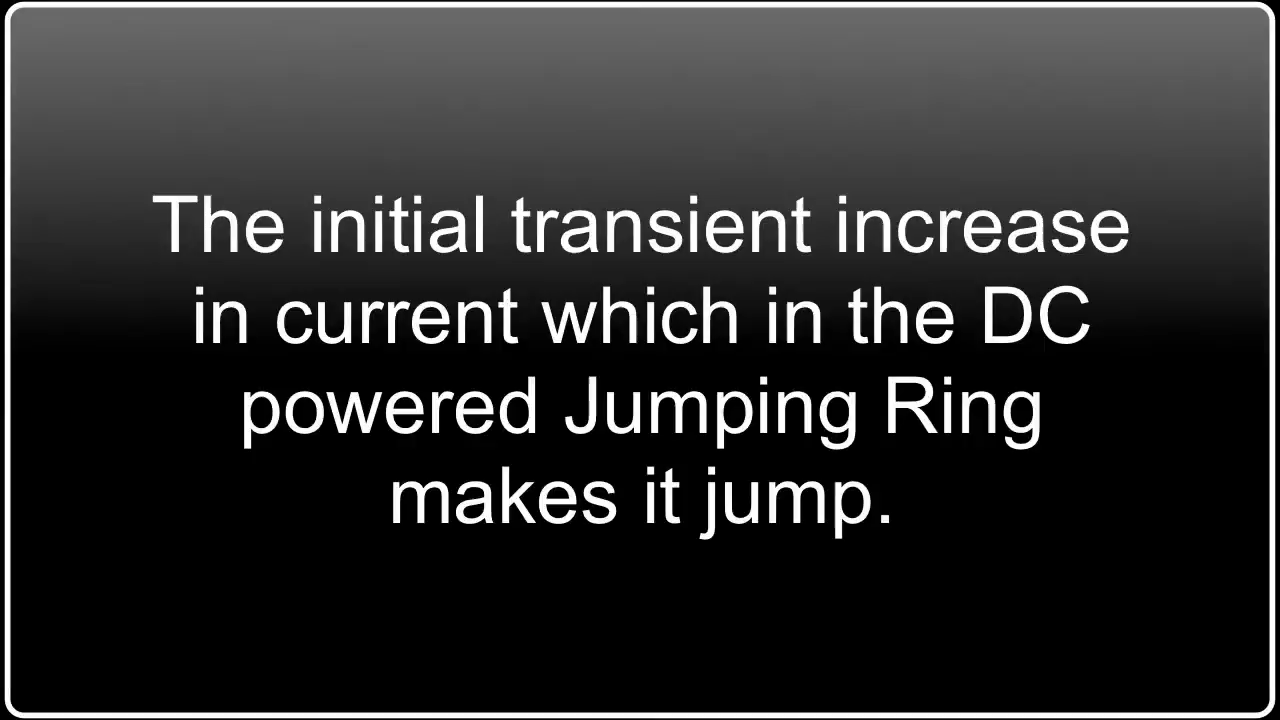 The initial transient increase
in current which in the DC
powered Jumping Ring
makes it jump.